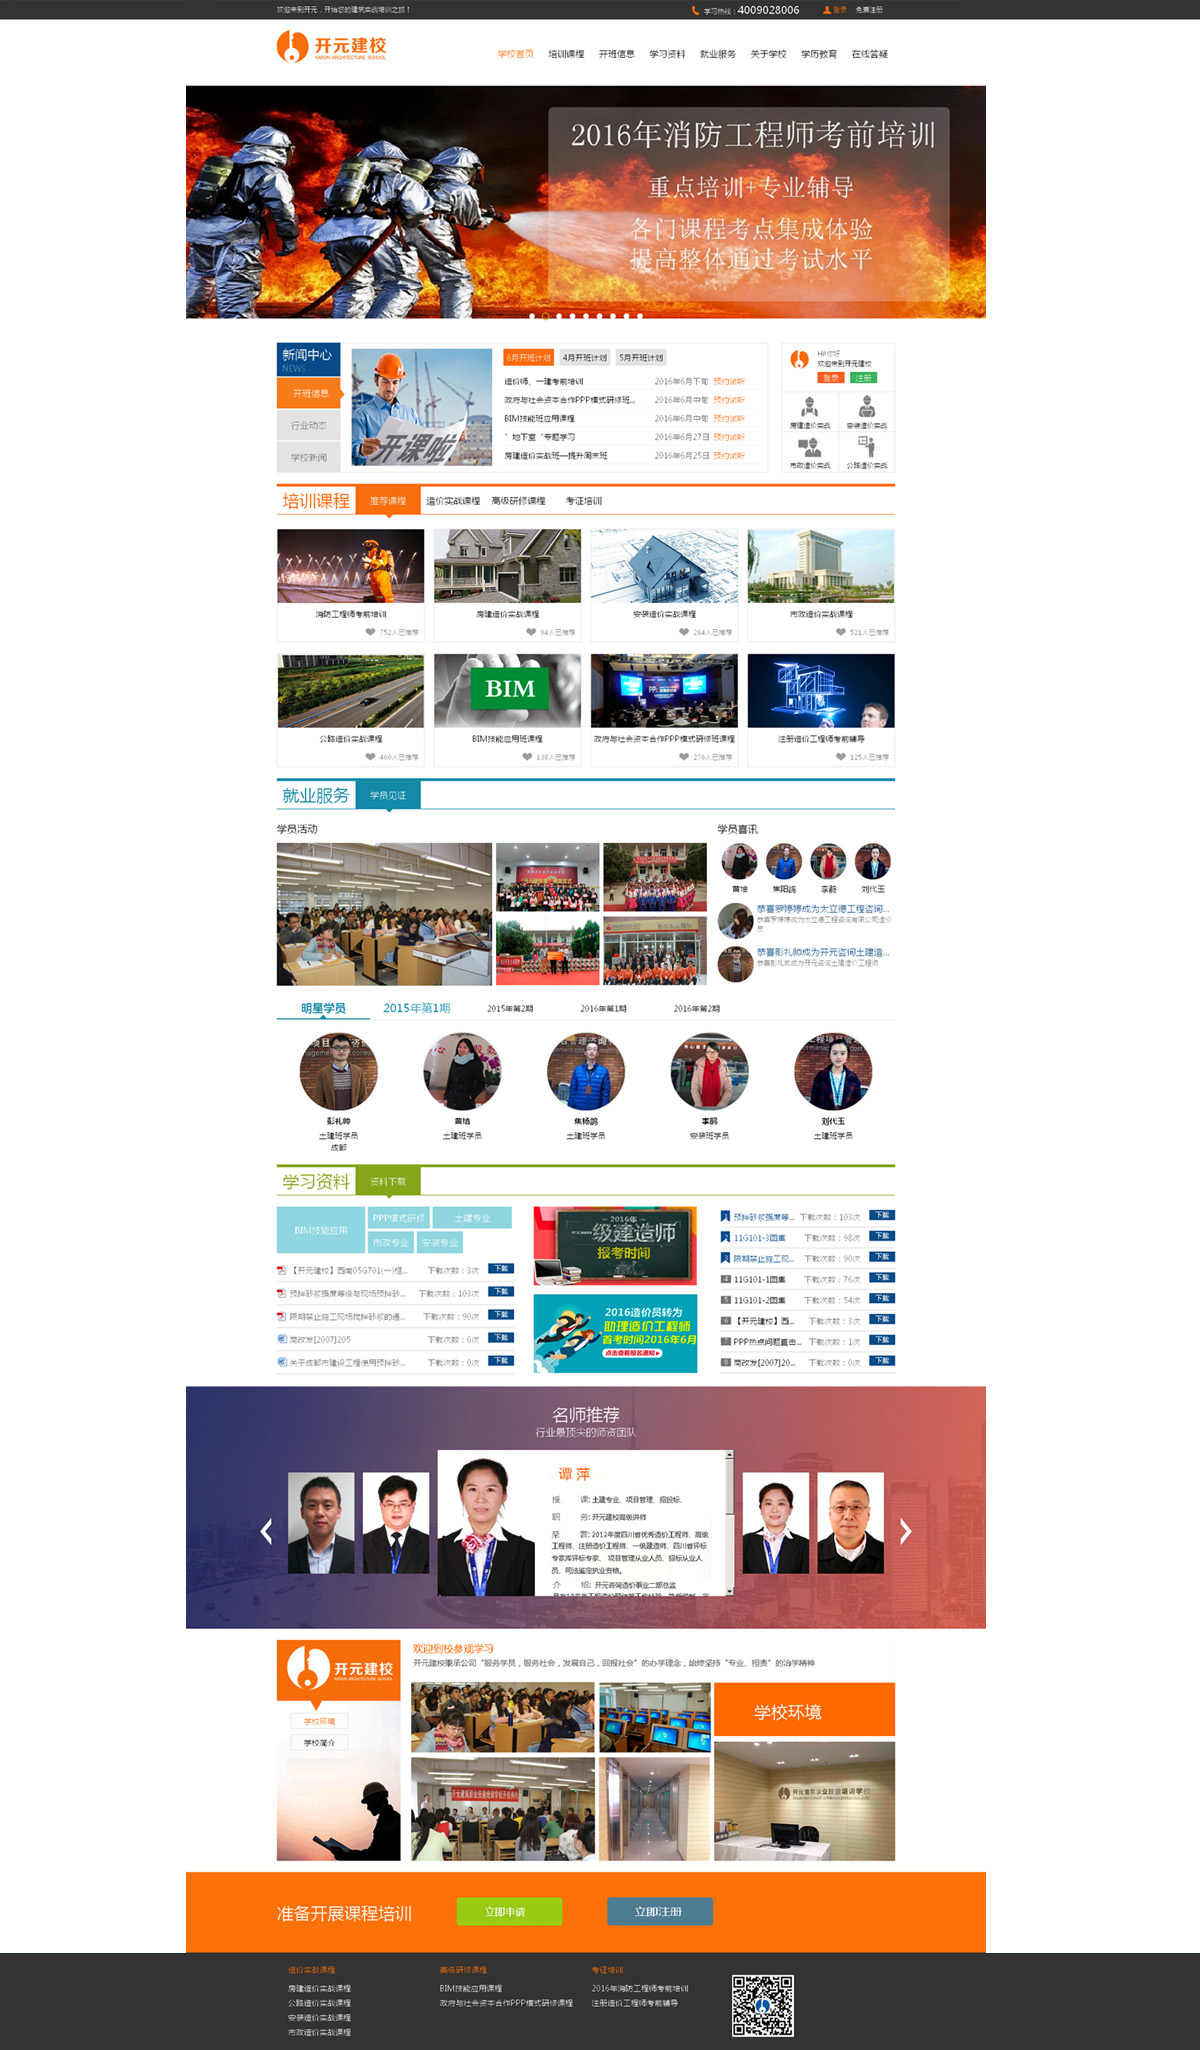 欢迎来到开元，开始您的建筑实战培训之旅！
学习热线：4009028006
登录 免费注册
开元建校
KAIRON ARCHITECTURE SCHOOL
学校首页 培训课程 开班信息 学习资料 就业服务 关于学校 学历教育 在线答疑
2016年消防工程师考前培训
重点培训+专业辅导
各门课程考点集成体验
提高整体通过考试水平
新闻中心
NEWS
开班信息
行业动态
学校新闻
开课啦
6月开班计划 4月开班计划 5月开班计划
造价师、一建考前培训 2016年6月下旬 预约试听
政府与社会资本合作PPP模式研修班... 2016年6月中旬 预约试听
BIM技能班应用课程 2016年6月中旬 预约试听
“地下室“专题学习 2016年6月27日 预约试听
房建造价实战班—提升周末班 2016年6月25日 预约试听
Hi!你好
欢迎来到开元建校
登录 注册
房建造价实战 安装造价实战
市政造价实战 公路造价实战
培训课程 推荐课程 造价实战课程 高级研修课程 考证培训
消防工程师考前培训
752人已推荐
房建造价实战课程
94人已推荐
安装造价实战课程
264人已推荐
市政造价实战课程
521人已推荐
公路造价实战课程
460人已推荐
BIM
BIM技能应用班课程
138人已推荐
政府与社会资本合作PPP模式研修班课程
276人已推荐
注册造价工程师考前辅导
125人已推荐
就业服务 学员见证
学员活动
学员喜讯
黄培 焦阳鸽 李鹃 刘代玉
恭喜罗婷婷成为太立德工程咨询...
恭喜罗婷婷成为太立德工程咨询有限公司造价
员
恭喜彭礼帅成为开元咨询土建造...
恭喜彭礼帅成为开元咨询土建造价工程师
明星学员 2015年第1期 2015年第2期 2016年第1期 2016年第2期
彭礼帅
土建班学员
成都
黄培
土建班学员
焦杨鸽
土建班学员
李鹃
安装班学员
刘代玉
土建班学员
学习资料 资料下载
BIM技能应用 PPP模式研修 土建专业
市政专业 安装专业
【开元建校】西南05G701(一)框... 下载次数：3次 下载
预拌砂浆强度等级与现场预拌砂... 下载次数：103次 下载
限期禁止施工现场搅拌砂浆的通... 下载次数：90次 下载
商改发[2007]205 下载次数：0次 下载
关于成都市建设工程使用预拌砂... 下载次数：0次 下载
2016年
一级建造师
报考时间
2016造价员转为
助理造价工程师
首考时间2016年6月
点击查看报名通知
1 预拌砂浆强度等... 下载次数：103次 下载
2 11G101-3图集 下载次数：98次 下载
3 限期禁止施工现... 下载次数：90次 下载
4 11G101-1图集 下载次数：76次 下载
5 11G101-2图集 下载次数：54次 下载
6 【开元建校】西... 下载次数：3次 下载
7 PPP热点问题直击... 下载次数：1次 下载
8 商改发[2007]20... 下载次数：0次 下载
名师推荐
行业最顶尖的师资团队
谭 萍
授 课：土建专业、项目管理、招投标、
职 务：开元建校高级讲师
荣 誉：2012年度四川省优秀造价工程师、高级
工程师、注册造价工程师、一级建造师、四川省评标
专家库评标专家、项目管理从业人员、招标从业人
员、司法鉴定执业资格。
介 绍：开元咨询造价事业二部总监
开元建校
KAIRON ARCHITECTURE SCHOOL
学校环境
学校简介
欢迎到校参观学习
开元建校秉承公司“服务学员，服务社会，发展自己，回报社会”的办学理念，始终坚持“专业、担责”的治学精神
学校环境
开元建筑职业技能培训学校
准备开展课程培训
立即申请 立即注册
造价实战课程
房建造价实战课程
公路造价实战课程
安装造价实战课程
市政造价实战课程
高级研修课程
BIM技能应用课程
政府与社会资本合作PPP模式研修课程
考证培训
2016年消防工程师考前培训
注册造价工程师考前辅导